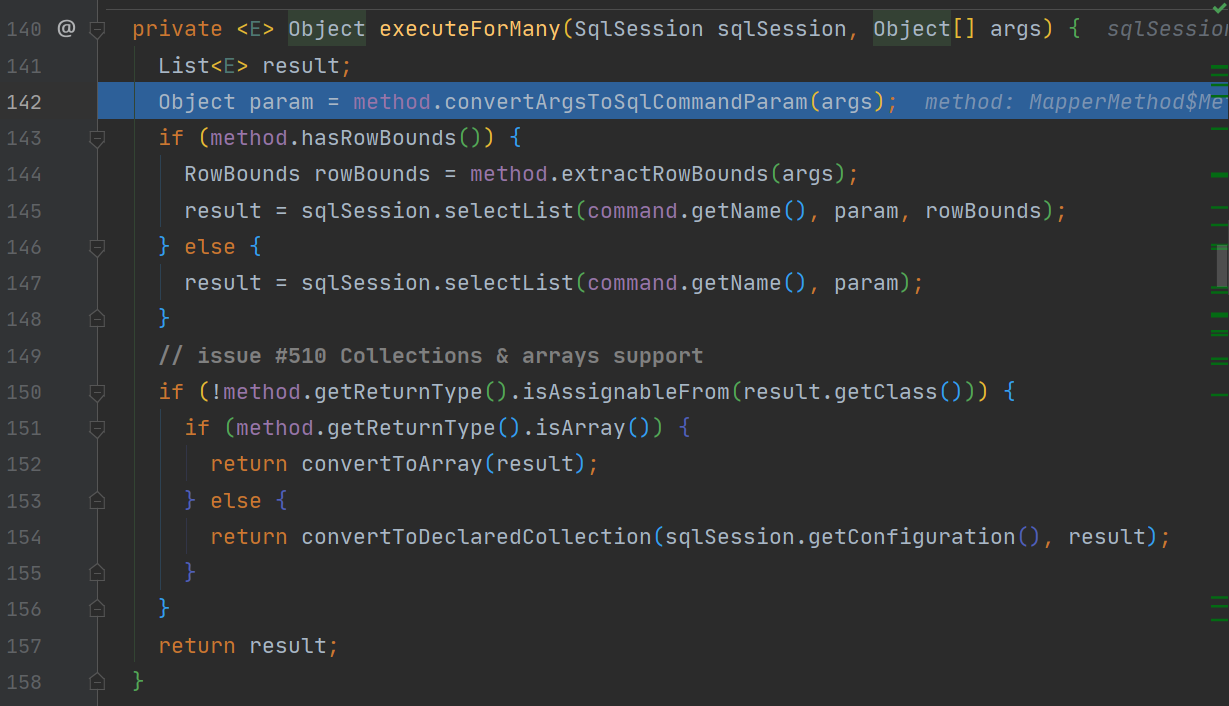 140 @ private <E> Object executeForMany(SqlSession sqlSession, Object[] args) { sqlSession
141 List<E> result;
142 Object param = method.convertArgsToSqlCommandParam(args); method: MapperMethod$Me
143 if (method.hasRowBounds()) {
144 RowBounds rowBounds = method.extractRowBounds(args);
145 result = sqlSession.selectList(command.getName(), param, rowBounds);
146 } else {
147 result = sqlSession.selectList(command.getName(), param);
148 }
149 // issue #510 Collections & arrays support
150 if (!method.getReturnType().isAssignableFrom(result.getClass())) {
151 if (method.getReturnType().isArray()) {
152 return convertToArray(result);
153 } else {
154 return convertToDeclaredCollection(sqlSession.getConfiguration(), result);
155 }
156 }
157 return result;
158 }